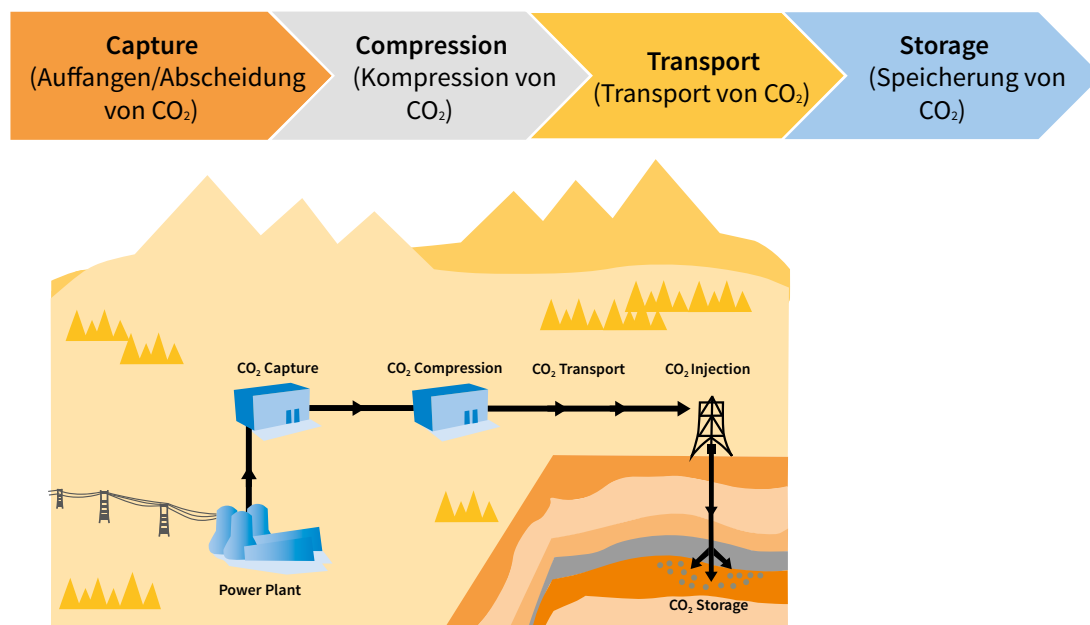 Capture
(Auffangen/Abscheidung
von CO₂)
Compression
(Kompression von
CO₂)
Transport
(Transport von CO₂)
Storage
(Speicherung von
CO₂)
CO₂ Capture
CO₂ Compression
CO₂ Transport
CO₂ Injection
Power Plant
CO₂ Storage